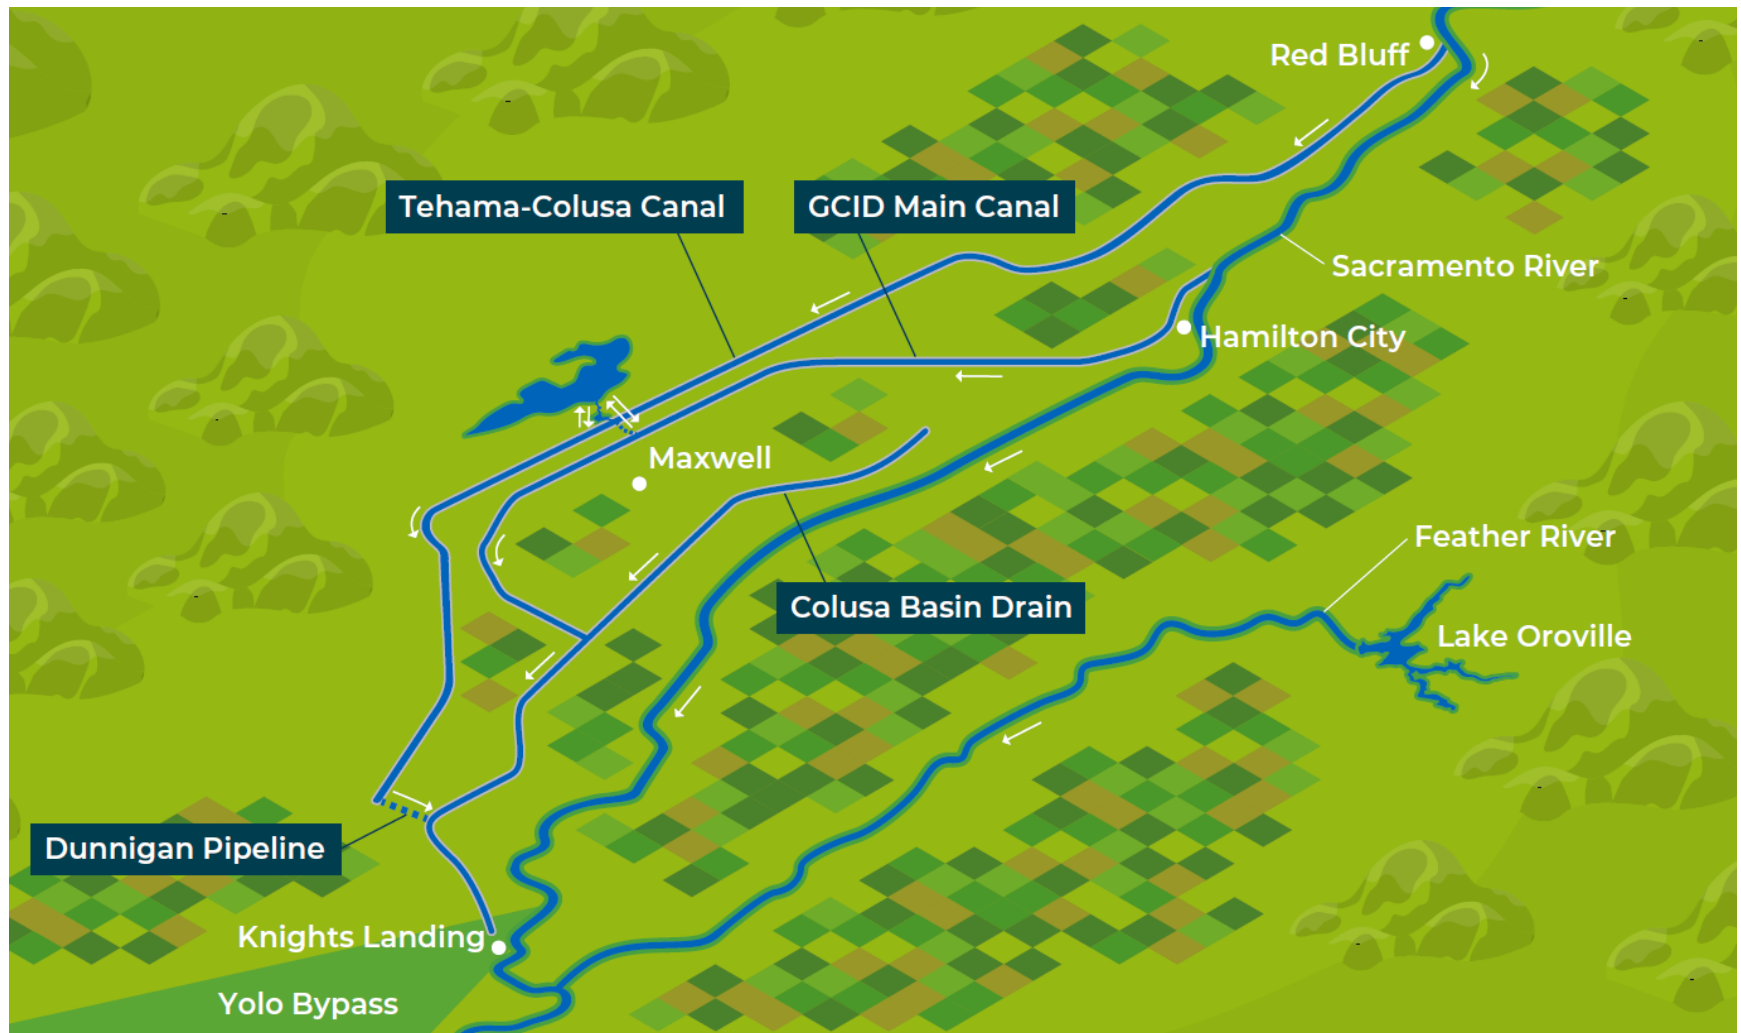 Red Bluff
Tehama-Colusa Canal
GCID Main Canal
Sacramento River
Hamilton City
Maxwell
Feather River
Colusa Basin Drain
Lake Oroville
Dunnigan Pipeline
Knights Landing
Yolo Bypass